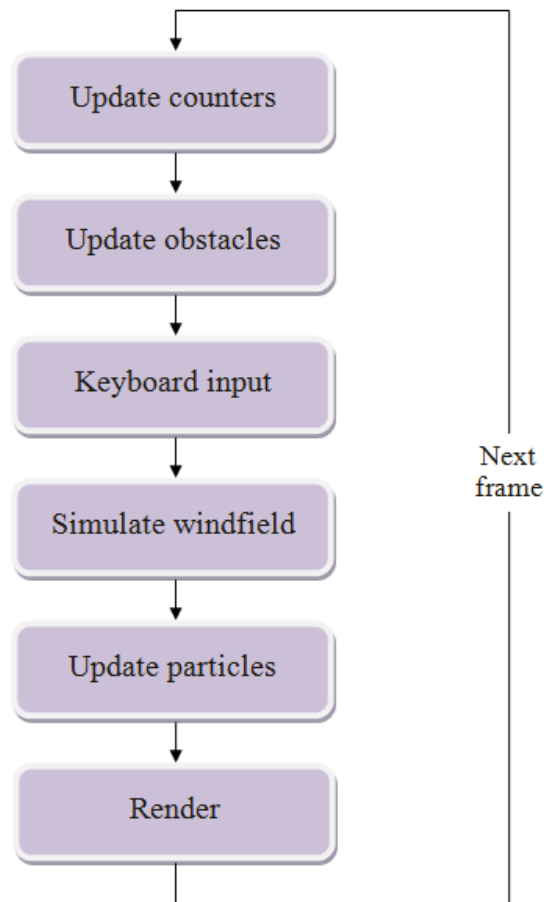 Update counters
Update obstacles
Keyboard input
Simulate windfield
Update particles
Render
Next
frame